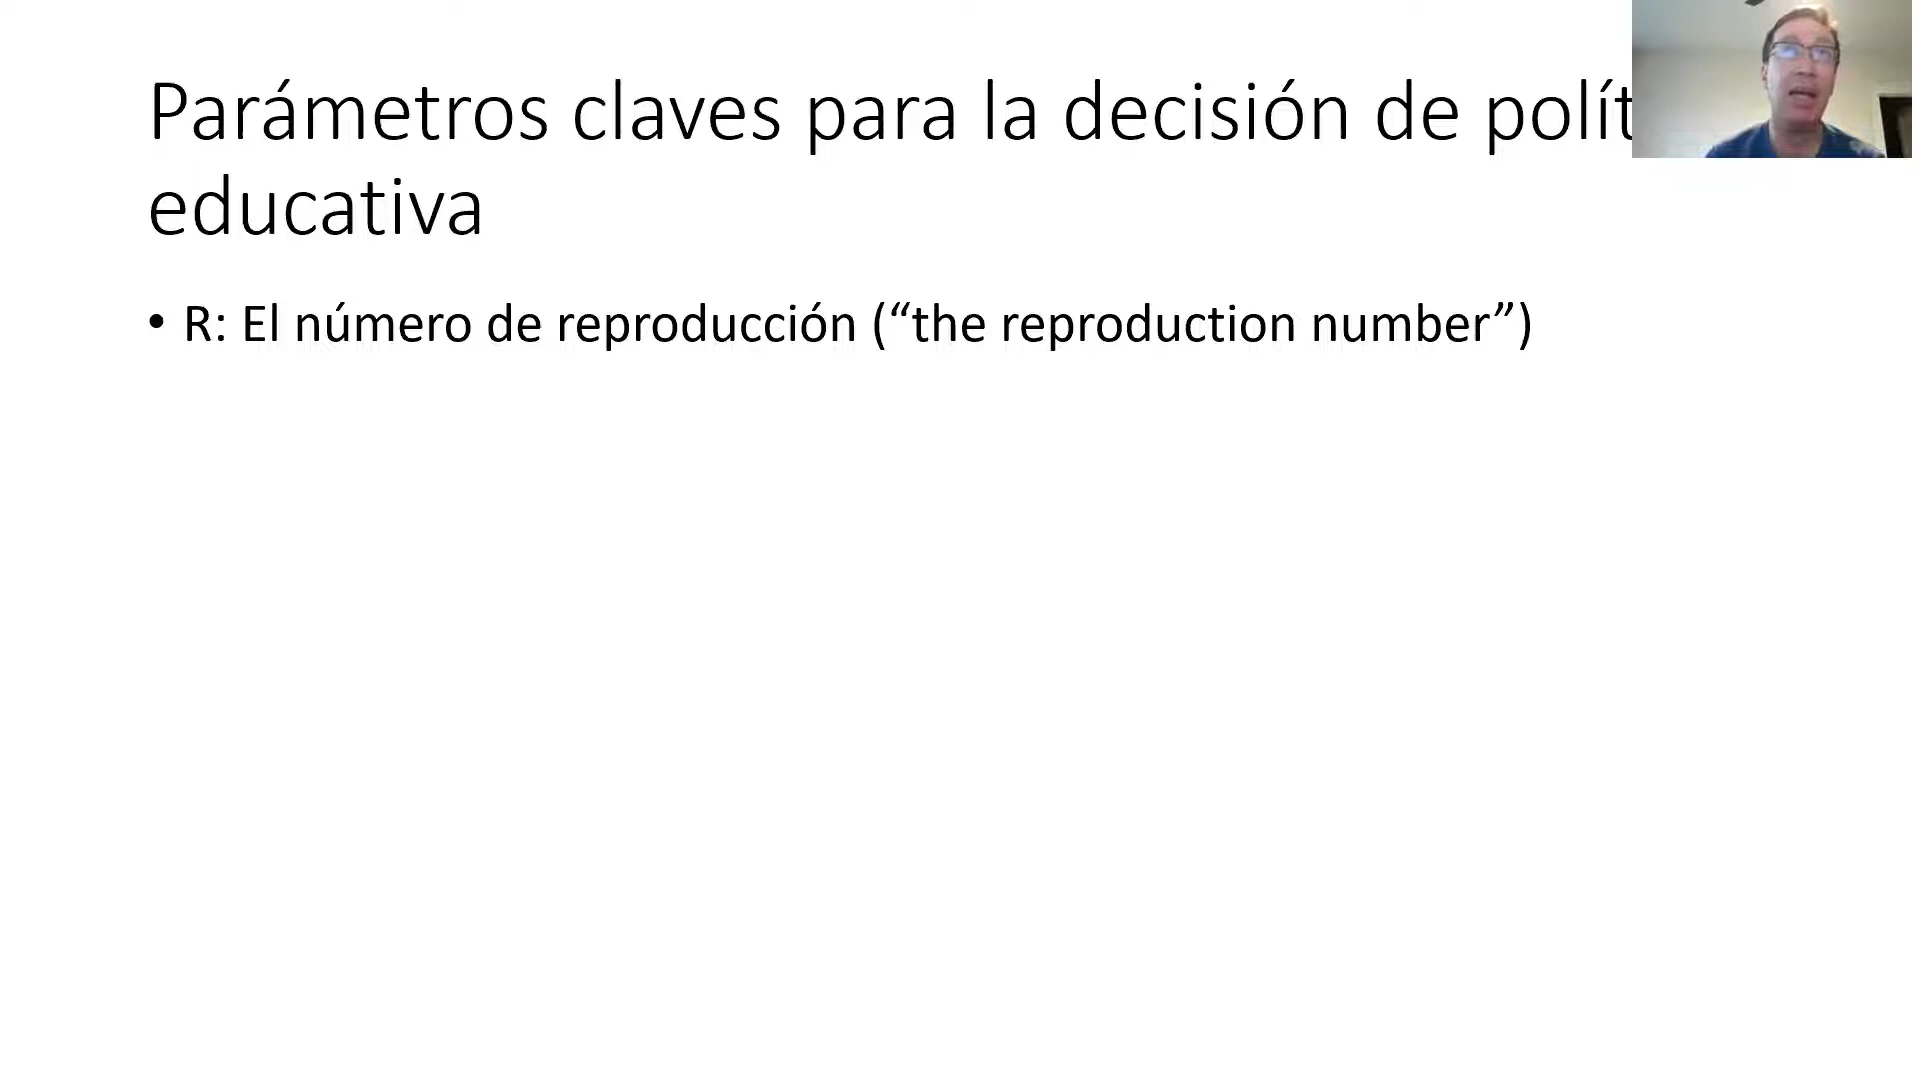 Parámetros claves para la decisión de polít
educativa
• R: El número de reproducción (“the reproduction number”)